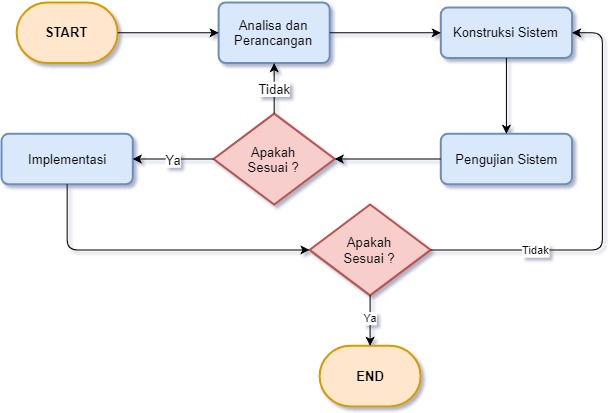 START
Analisa dan
Perancangan
Konstruksi Sistem
Tidak
Implementasi
Ya
Apakah
Sesuai ?
Pengujian Sistem
Apakah
Sesuai ?
Tidak
Ya
END